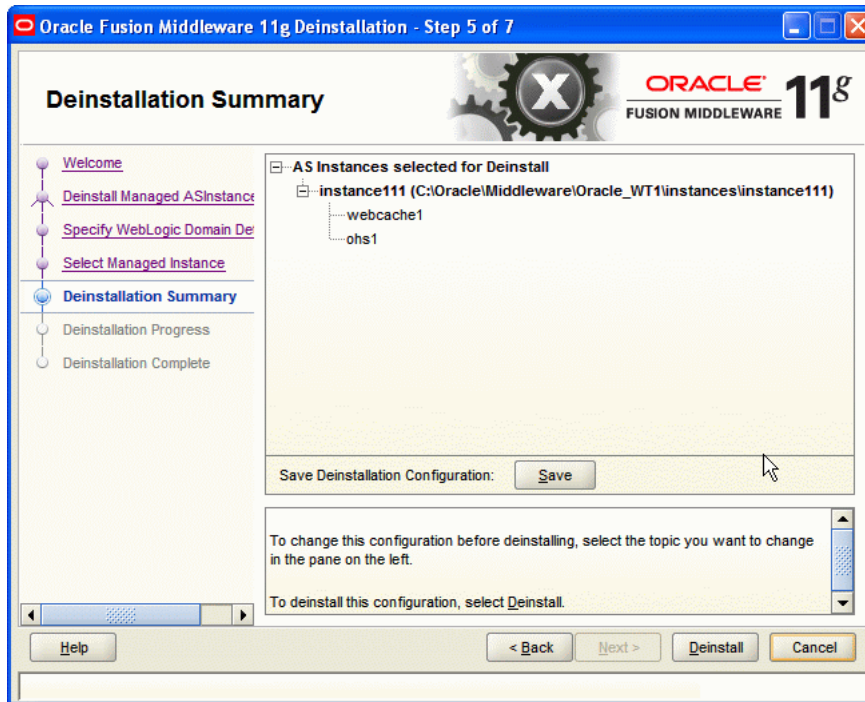 Oracle Fusion Middleware 11g Deinstallation - Step 5 of 7
Deinstallation Summary
ORACLE
FUSION MIDDLEWARE 11g
Welcome
Deinstall Managed ASInstance
Specify WebLogic Domain De
Select Managed Instance
Deinstallation Summary
Deinstallation Progress
Deinstallation Complete
AS Instances selected for Deinstall
instance111 (C:\Oracle\Middleware\Oracle_WT1\instances\instance111)
webcache1
ohs1
Save Deinstallation Configuration: Save
To change this configuration before deinstalling, select the topic you want to change
in the pane on the left.
To deinstall this configuration, select Deinstall.
Help < Back Next > Deinstall Cancel